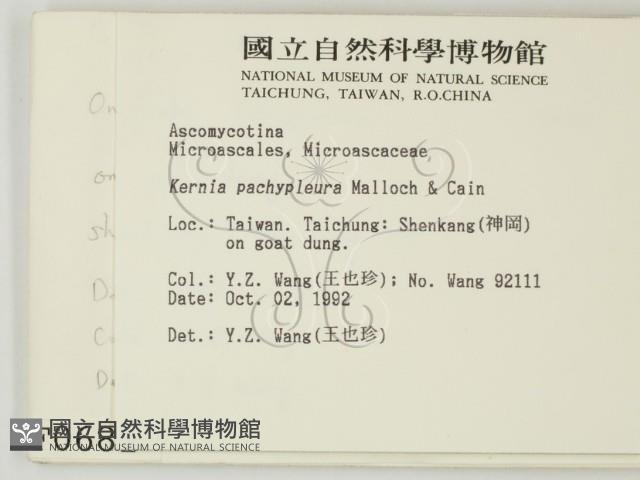 國立自然科學博物館
NATIONAL MUSEUM OF NATURAL SCIENCE
TAICHUNG, TAIWAN, R.O.CHINA
Ascomycotina
Microascales, Microascaceae
Kernia pachypleura Malloch & Cain
Loc.: Taiwan. Taichung: Shenkang(神岡)
on goat dung.
Col.: Y.Z. Wang(王也珍); No. Wang 92111
Date: Oct. 02, 1992
Det.: Y.Z. Wang(王也珍)
On
on
sh
國立自然科學博物館
NATIONAL MUSEUM OF NATURAL SCIENCE